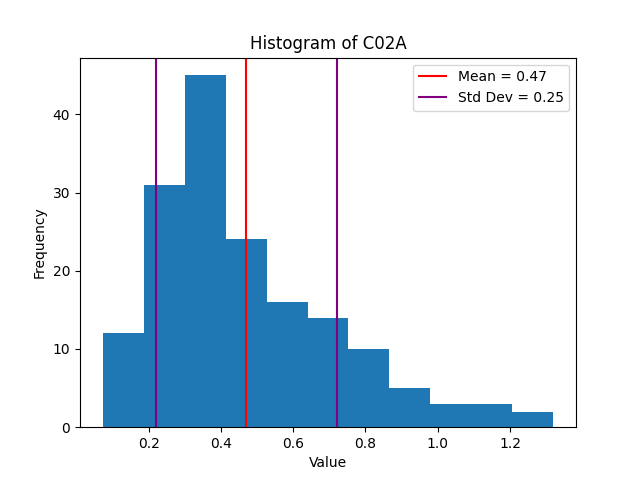 Histogram of C02A
Mean = 0.47
Std Dev = 0.25
Frequency
40
30
20
10
0
0.2 0.4 0.6 0.8 1.0 1.2
Value